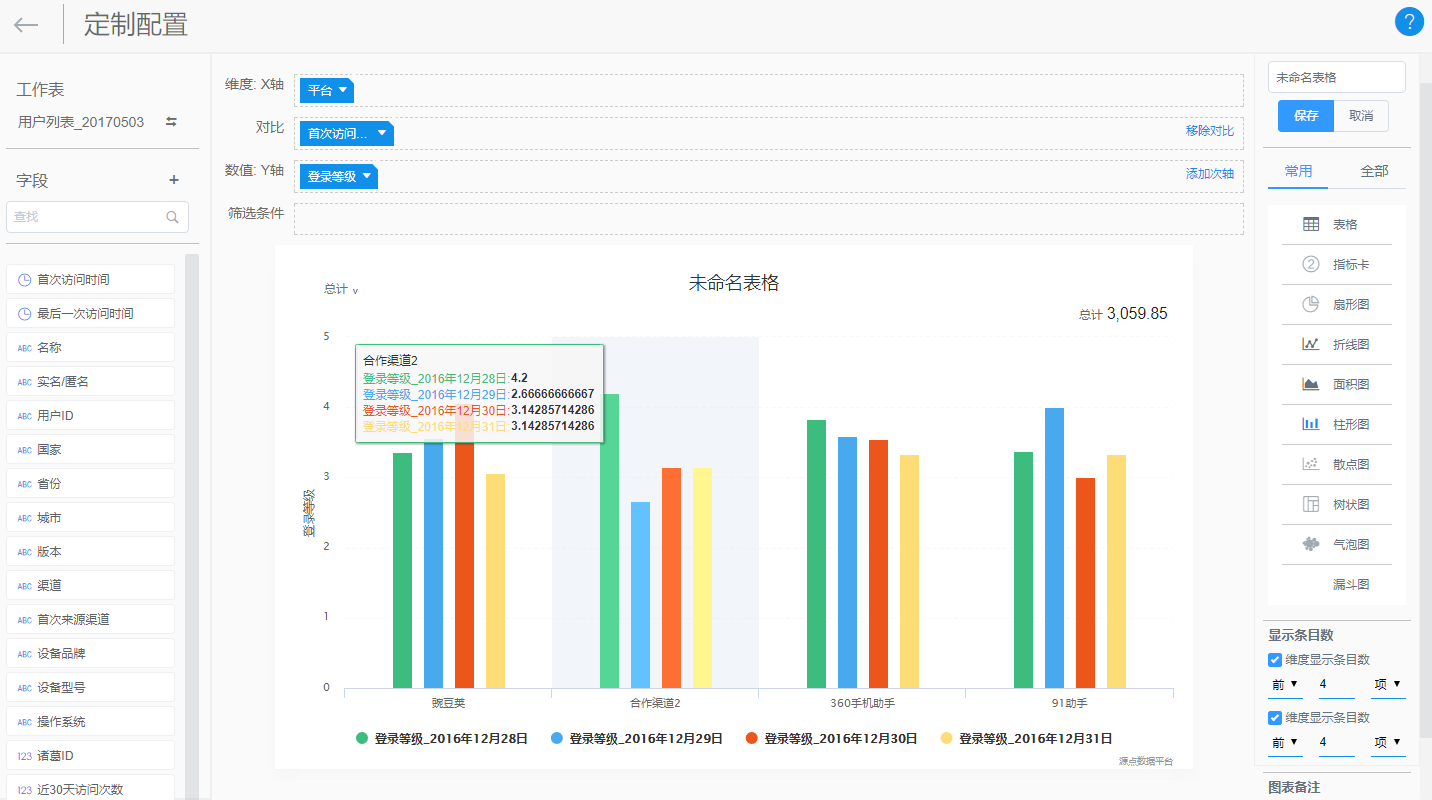 定制配置
?
工作表
用户列表_20170503
字段
+
查找
首次访问时间
最后一次访问时间
ABC 名称
ABC 实名/匿名
ABC 用户ID
ABC 国家
ABC 省份
ABC 城市
ABC 版本
ABC 渠道
ABC 首次来源渠道
ABC 设备品牌
ABC 设备型号
ABC 操作系统
123 诸葛ID
123 近30天访问次数
维度: X轴
平台
对比
首次访问...
移除对比
数值: Y轴
登录等级
添加次轴
筛选条件
总计 v
未命名表格
总计 3,059.85
登录等级
5
4
3
2
1
0
合作渠道2
登录等级_2016年12月28日:4.2
登录等级_2016年12月29日:2.66666666667
登录等级_2016年12月30日:3.14285714286
登录等级_2016年12月31日:3.14285714286
豌豆荚
合作渠道2
360手机助手
91助手
登录等级_2016年12月28日
登录等级_2016年12月29日
登录等级_2016年12月30日
登录等级_2016年12月31日
源点数据平台
未命名表格
保存
取消
常用
全部
表格
2 指标卡
扇形图
折线图
面积图
柱形图
散点图
树状图
气泡图
漏斗图
显示条目数
维度显示条目数
前 4 项
维度显示条目数
前 4 项
图表备注